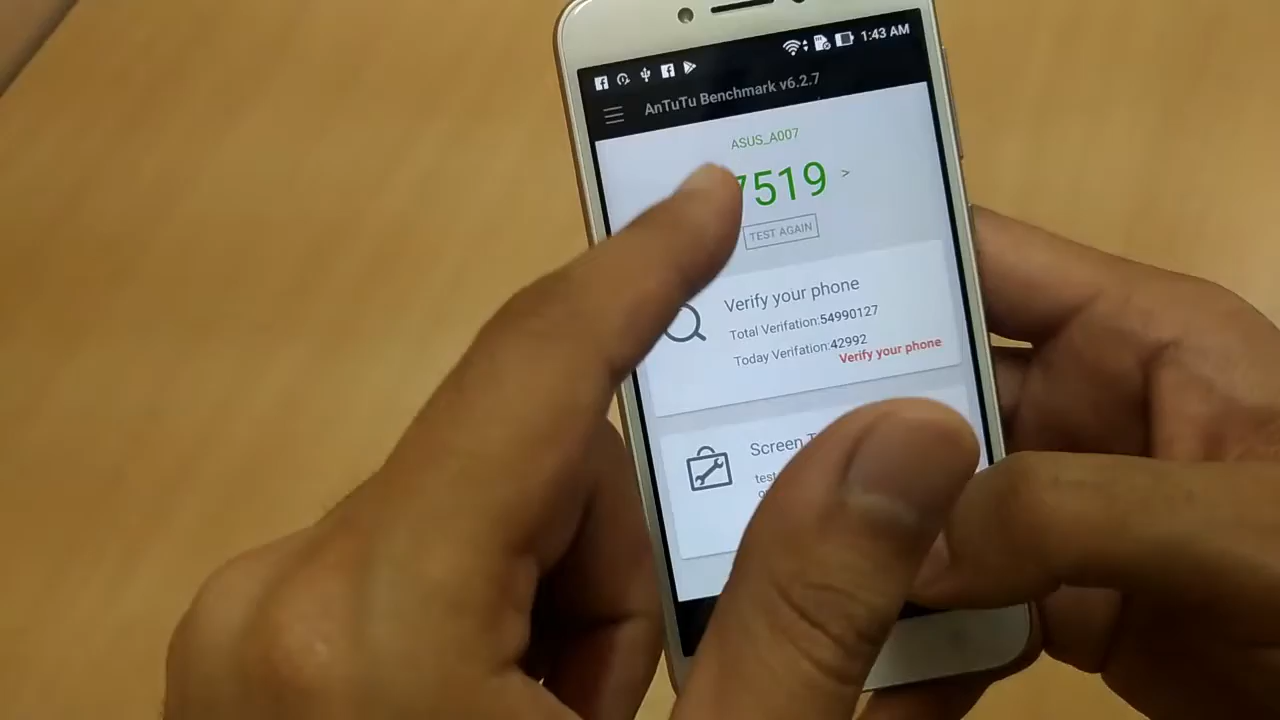 1:43 AM
AnTuTu Benchmark v6.2.7
ASUS_A007
7519 >
TEST AGAIN
Verify your phone
Total Verifation:54990127
Today Verifation:42992
Verify your phone
Screen
test